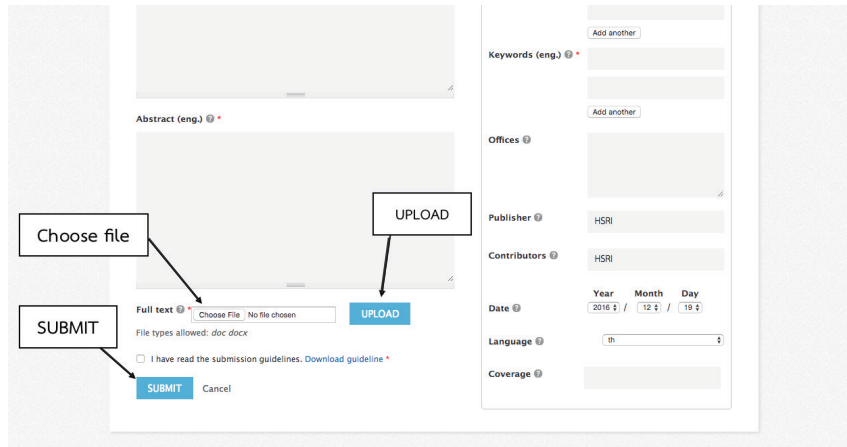 Add another
Keywords (eng.) ? *
Add another
Abstract (eng.) ? *
Offices ?
UPLOAD
Choose file
Publisher ? HSRI
Contributors ? HSRI
Year Month Day
Date ? 2016 / 12 / 19
Full text ? * Choose File No file chosen UPLOAD
File types allowed: doc docx
SUBMIT
Language ? th
I have read the submission guidelines. Download guideline *
Coverage ?
SUBMIT Cancel